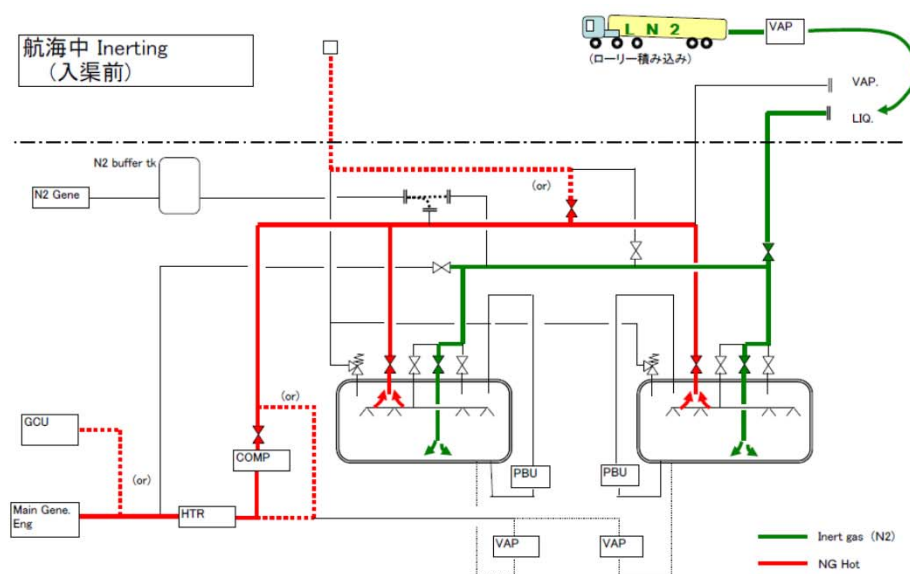 航海中 Inerting
(入渠前)
LN2
VAP
(ローリー積み込み)
VAP.
LIQ.
N2 buffer tk
N2 Gene
(or)
(or)
GCU
(or)
COMP
Main Gene.
Eng
HTR
PBU
PBU
VAP
VAP
Inert gas (N2)
NG Hot